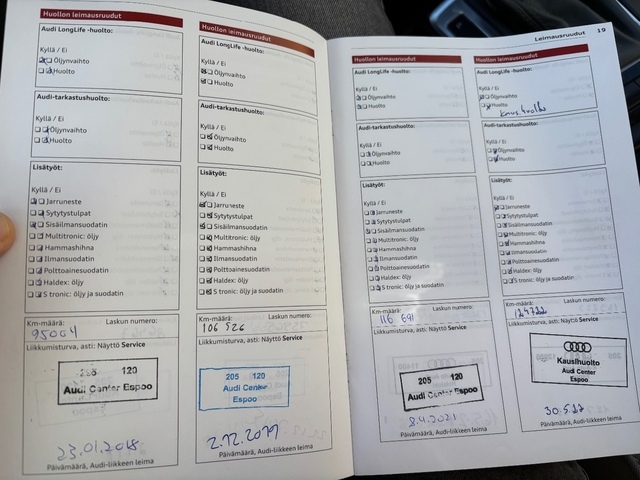 Huollon leimausruudut
Audi LongLife -huolto:
Kyllä / Ei
Öljynvaihto
Huolto
Audi-tarkastushuolto:
Öljynvaihto
Huolto
Lisätyöt:
Kyllä / Ei
Jarruneste
Sytytystulpat
Sisäilmansuodatin
Multitronic: öljy
Hammashihna
Ilmansuodatin
Polttoainesuodatin
Haldex: öljy
S tronic: öljy ja suodatin
Km-määrä: Laskun numero:
95004
Liikkumisturva, asti: Näyttö Service
205 120
Audi Center Espoo
23.01.2018
Päivämäärä, Audi-liikkeen leima
Huollon leimausruudut
Audi LongLife -huolto:
Kyllä / Ei
Öljynvaihto
Huolto
Audi-tarkastushuolto:
Kyllä / Ei
Öljynvaihto
Huolto
Lisätyöt:
Kyllä / Ei
Jarruneste
Sytytystulpat
Sisäilmansuodatin
Multitronic: öljy
Hammashihna
Ilmansuodatin
Polttoainesuodatin
Haldex: öljy
S tronic: öljy ja suodatin
Km-määrä: Laskun numero:
106 526
Liikkumisturva, asti: Näyttö Service
205 120
Audi Center
Espoo
Päivämäärä, Audi-liikkeen leima
Huollon leimausruudut
Audi LongLife -huolto:
Kyllä / Ei
Öljynvaihto
Huolto
Audi-tarkastushuolto:
Kyllä / Ei
Öljynvaihto
Huolto
Lisätyöt:
Kyllä / Ei
Jarruneste
Sytytystulpat
Sisäilmansuodatin
Multitronic: öljy
Hammashihna
Ilmansuodatin
Polttoainesuodatin
Haldex: öljy
S tronic: öljy ja suodatin
Km-määrä: Laskun numero:
116 691
Liikkumisturva, asti: Näyttö Service
205 120
Audi Center Espoo
8.4.2021
Päivämäärä, Audi-liikkeen leima
Leimausruudut 19
Huollon leimausruudut
Audi LongLife -huolto:
Kyllä / Ei
Öljynvaihto
Huolto
Kausihuolto
Audi-tarkastushuolto:
Kyllä / Ei
Öljynvaihto
Huolto
Lisätyöt:
Kyllä / Ei
Jarruneste
Sytytystulpat
Sisäilmansuodatin
Multitronic: öljy
Hammashihna
Ilmansuodatin
Polttoainesuodatin
Haldex: öljy
S tronic: öljy ja suodatin
Km-määrä: Laskun numero:
124722
Liikkumisturva, asti: Näyttö Service
Kausihuolto
Audi Center
Espoo
30.5.22
Päivämäärä, Audi-liikkeen leima